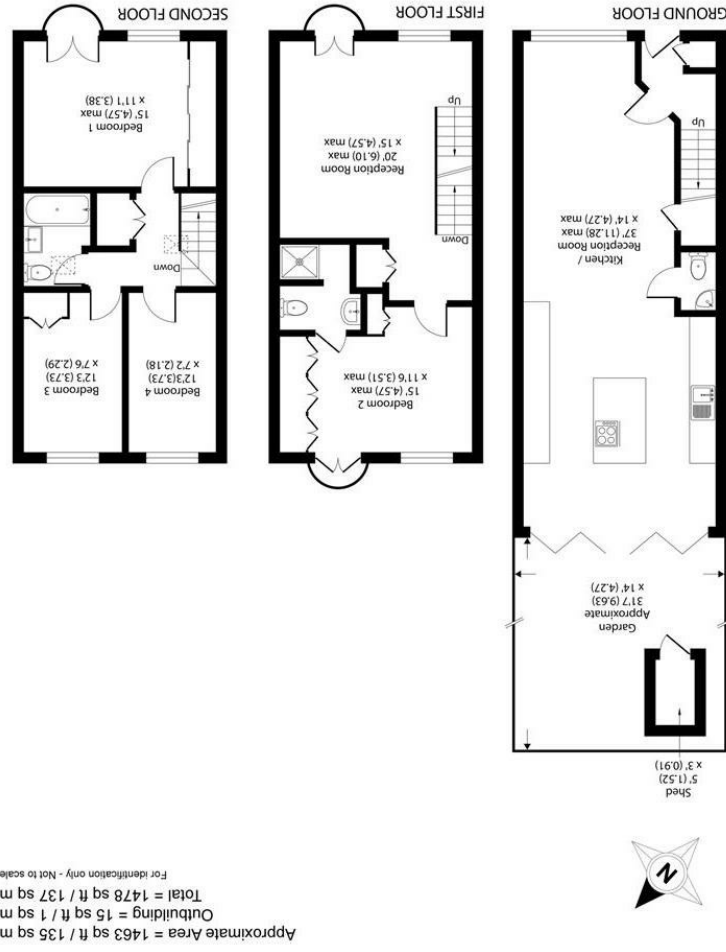 Approximate Area = 1463 sq ft / 135 sq m
Outbuilding = 15 sq ft / 1 sq m
Total = 1478 sq ft / 137 sq m
For identification only - Not to scale
N
Shed
5' (1.52)
x 3' (0.91)
Garden
Approximate
31'7 (9.63)
x 14' (4.27)
Kitchen /
Reception Room
37' (11.28) max
x 14' (4.27) max
Up
GROUND FLOOR
Bedroom 2
15' (4.57) max
x 11'6 (3.51) max
Down
Reception Room
20' (6.10) max
x 15' (4.57) max
Up
FIRST FLOOR
Bedroom 4
12'3(3.73)
x 7'2 (2.18)
Bedroom 3
12'3 (3.73)
x 7'6 (2.29)
Down
Bedroom 1
15' (4.57) max
x 11'1 (3.38)
SECOND FLOOR